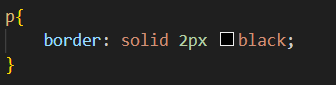 p{
    border: solid 2px black;
}